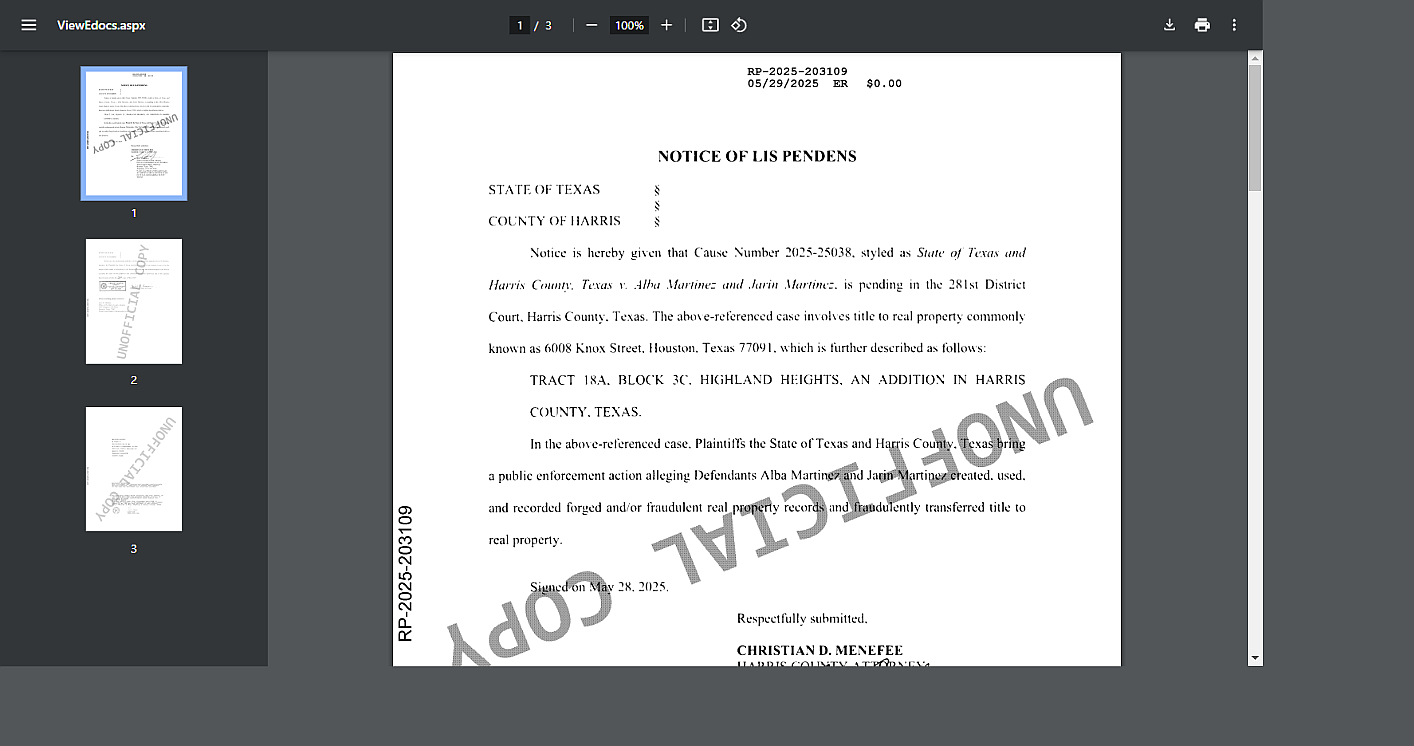 ViewEdocs.aspx
1 / 3
100%
1
2
3
RP-2025-203109
05/29/2025 ER $0.00
NOTICE OF LIS PENDENS
STATE OF TEXAS §
§
COUNTY OF HARRIS §
Notice is hereby given that Cause Number 2025-25038, styled as State of Texas and
Harris County, Texas v. Alba Martinez and Jarin Martinez, is pending in the 281st District
Court, Harris County, Texas. The above-referenced case involves title to real property commonly
known as 6008 Knox Street, Houston, Texas 77091, which is further described as follows:
TRACT 18A, BLOCK 3C, HIGHLAND HEIGHTS, AN ADDITION IN HARRIS
COUNTY, TEXAS.
In the above-referenced case, Plaintiffs the State of Texas and Harris County, Texas bring
a public enforcement action alleging Defendants Alba Martinez and Jarin Martinez created, used,
and recorded forged and/or fraudulent real property records and fraudulently transferred title to
real property.
Signed on May 28, 2025.
Respectfully submitted,
CHRISTIAN D. MENEFEE
HARRIS COUNTY ATTORNEY
RP-2025-203109
UNOFFICIAL COPY
UNOFFICIAL COPY
UNOFFICIAL COPY
UNOFFICIAL COPY